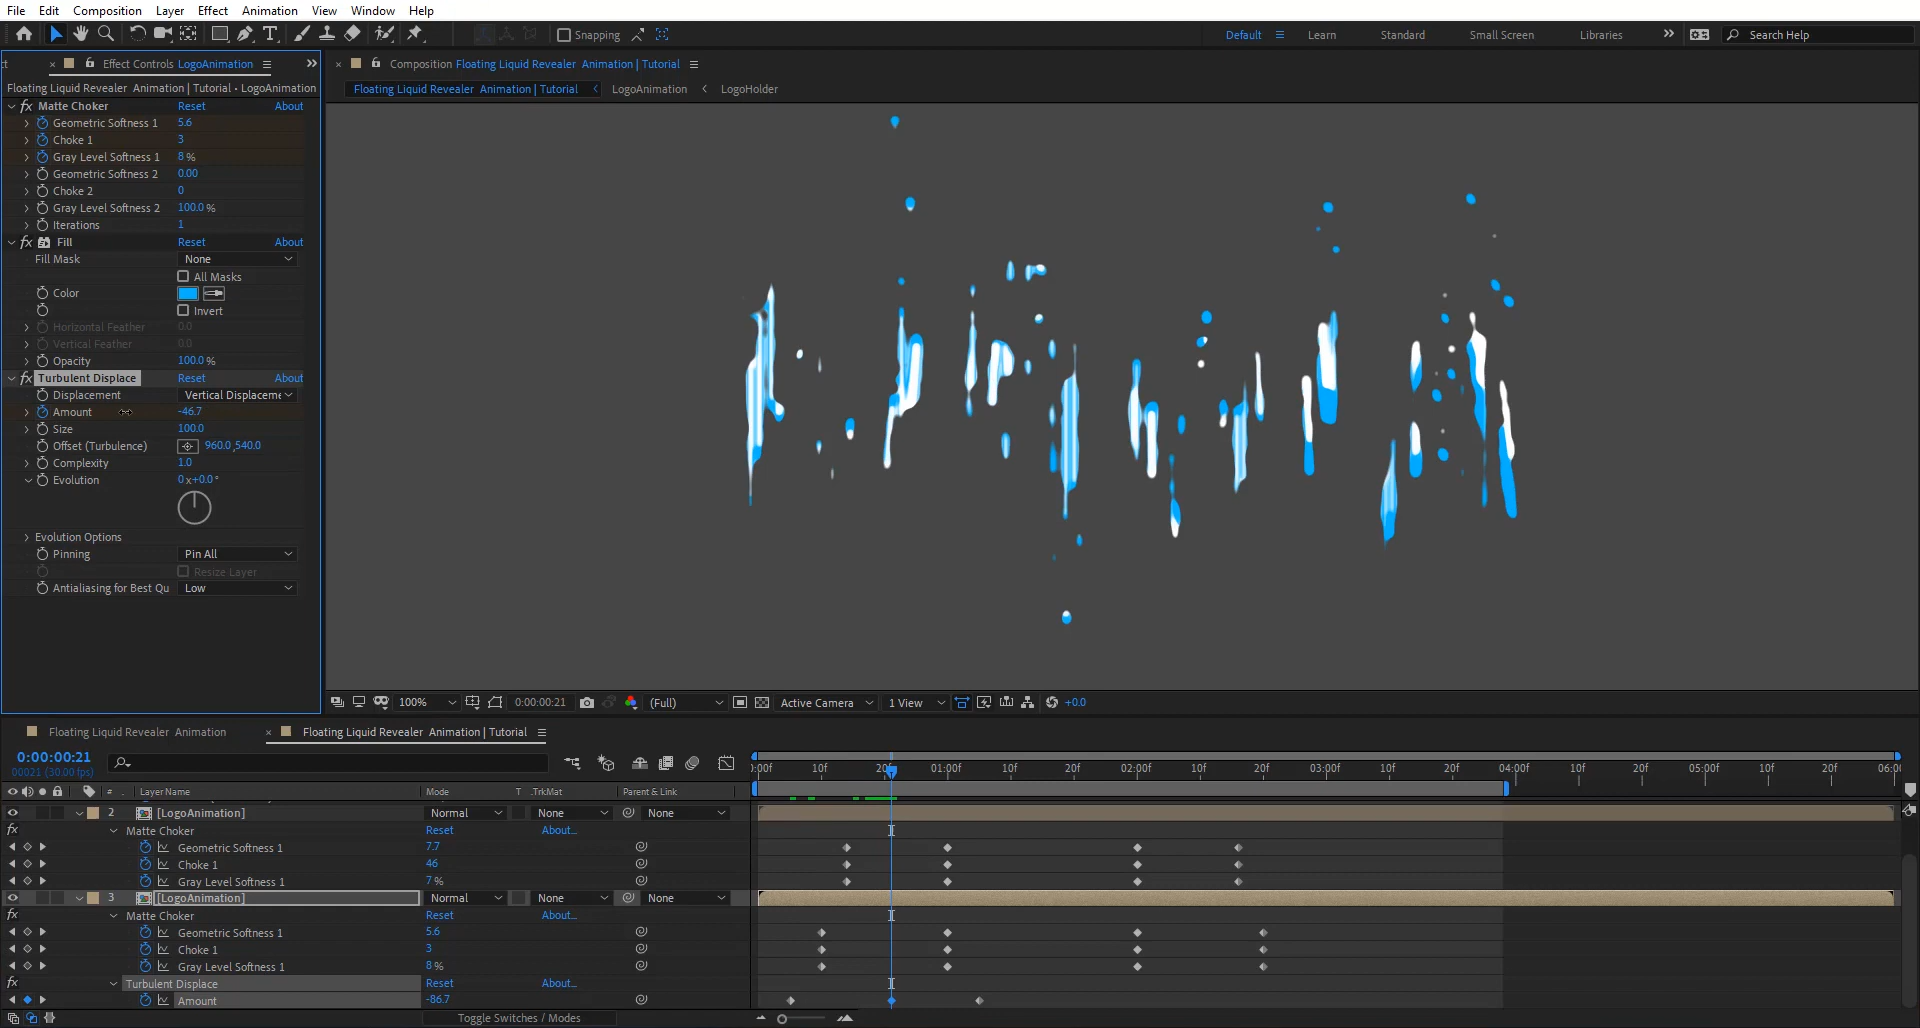 File Edit Composition Layer Effect Animation View Window Help
Snapping
Default Learn Standard Small Screen Libraries Search Help
Effect Controls LogoAnimation
Floating Liquid Revealer Animation | Tutorial • LogoAnimation
Matte Choker Reset About
Geometric Softness 1 5.6
Choke 1 3
Gray Level Softness 1 8 %
Geometric Softness 2 0.00
Choke 2 0
Gray Level Softness 2 100.0 %
Iterations 1
Fill Reset About
Fill Mask None
All Masks
Color
Invert
Horizontal Feather 0.0
Vertical Feather 0.0
Opacity 100.0 %
Turbulent Displace Reset About
Displacement Vertical Displaceme
Amount -46.7
Size 100.0
Offset (Turbulence) 960.0,540.0
Complexity 1.0
Evolution 0 x+0.0 °
Evolution Options
Pinning Pin All
Resize Layer
Antialiasing for Best Qu Low
Composition Floating Liquid Revealer Animation | Tutorial
Floating Liquid Revealer Animation | Tutorial LogoAnimation LogoHolder
100% 0:00:00:21 (Full) Active Camera 1 View +0.0
Floating Liquid Revealer Animation Floating Liquid Revealer Animation | Tutorial
0:00:00:21
00021 (30.00 fps)
0:00f 10f 20f 01:00f 10f 20f 02:00f 10f 20f 03:00f 10f 20f 04:00f 10f 20f 05:00f 10f 20f 06:00
# Layer Name Mode T .TrkMat Parent & Link
2 [LogoAnimation] Normal None None
Matte Choker Reset About...
Geometric Softness 1 7.7
Choke 1 46
Gray Level Softness 1 7 %
3 [LogoAnimation] Normal None None
Matte Choker Reset About...
Geometric Softness 1 5.6
Choke 1 3
Gray Level Softness 1 8 %
Turbulent Displace Reset About...
Amount -86.7
Toggle Switches / Modes